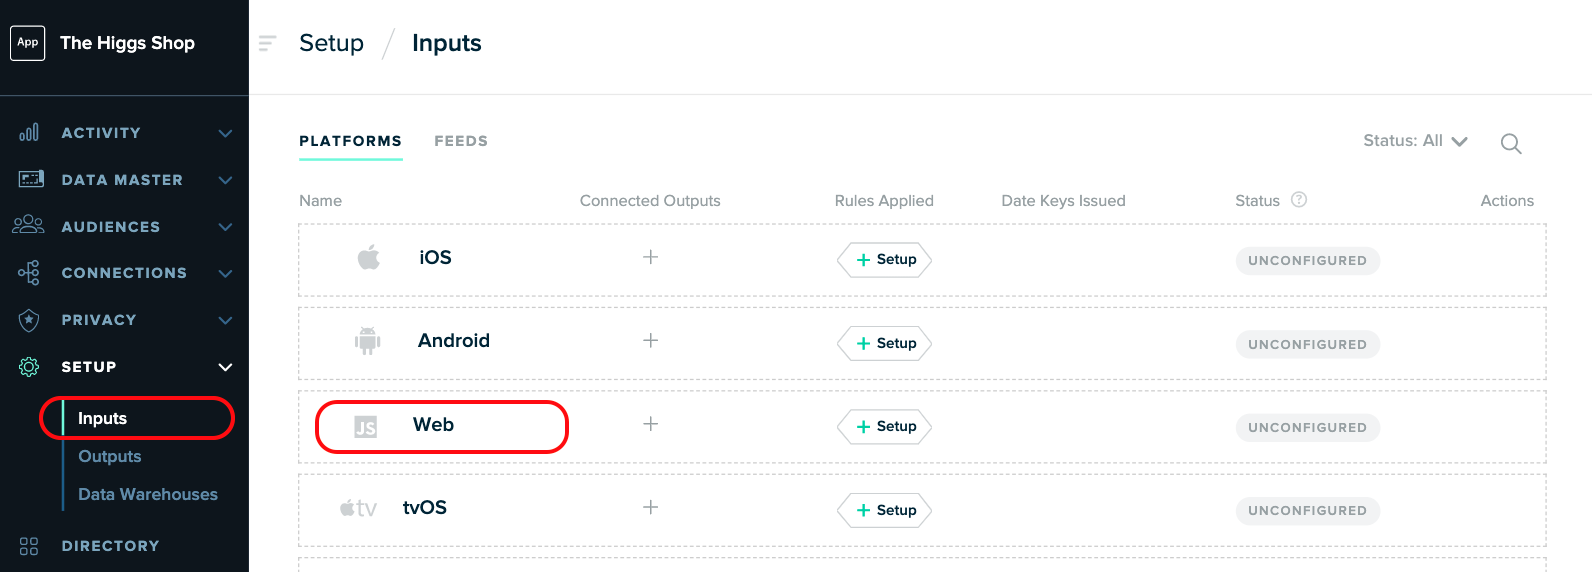 App The Higgs Shop
ACTIVITY
DATA MASTER
AUDIENCES
CONNECTIONS
PRIVACY
SETUP
Inputs
Outputs
Data Warehouses
DIRECTORY
Setup / Inputs
PLATFORMS FEEDS Status: All
Name Connected Outputs Rules Applied Date Keys Issued Status ? Actions
iOS + + Setup UNCONFIGURED
Android + + Setup UNCONFIGURED
JS Web + + Setup UNCONFIGURED
tv tvOS + + Setup UNCONFIGURED